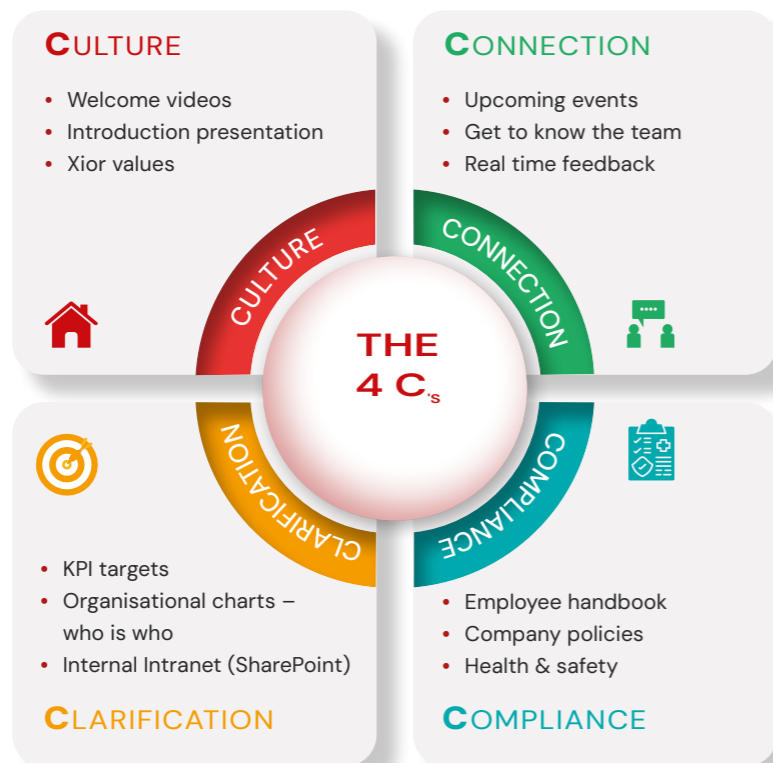 CULTURE
• Welcome videos
• Introduction presentation
• Xior values
CULTURE
CONNECTION
• Upcoming events
• Get to know the team
• Real time feedback
CONNECTION
THE
4 C's
CLARIFICATION
• KPI targets
• Organisational charts –
who is who
• Internal Intranet (SharePoint)
CLARIFICATION
COMPLIANCE
• Employee handbook
• Company policies
• Health & safety
COMPLIANCE